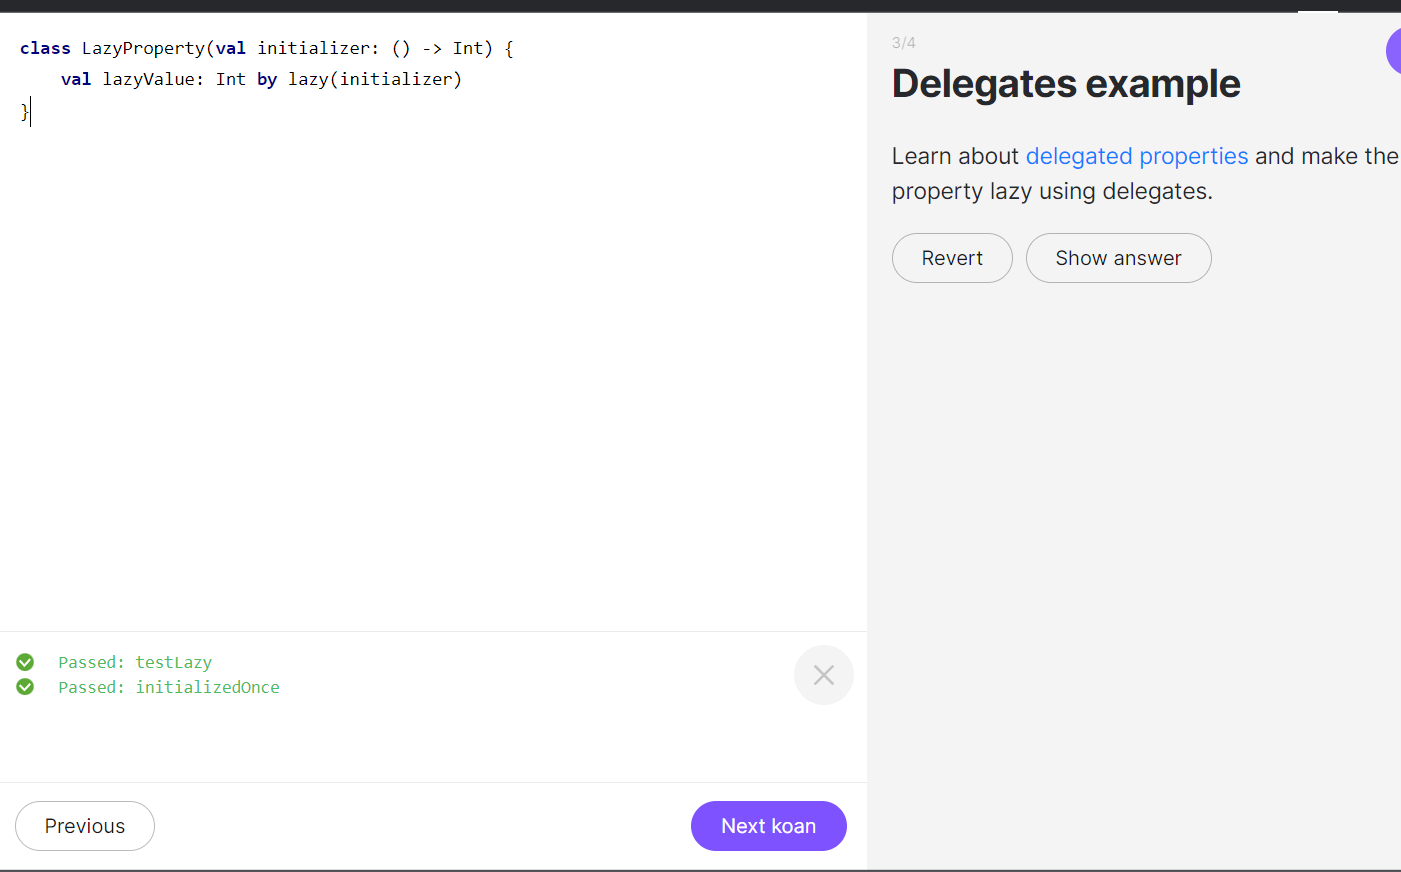 class LazyProperty(val initializer: () -> Int) {
    val lazyValue: Int by lazy(initializer)
}
Passed: testLazy
Passed: initializedOnce
Previous
Next koan
3/4
Delegates example
Learn about delegated properties and make the
property lazy using delegates.
Revert
Show answer